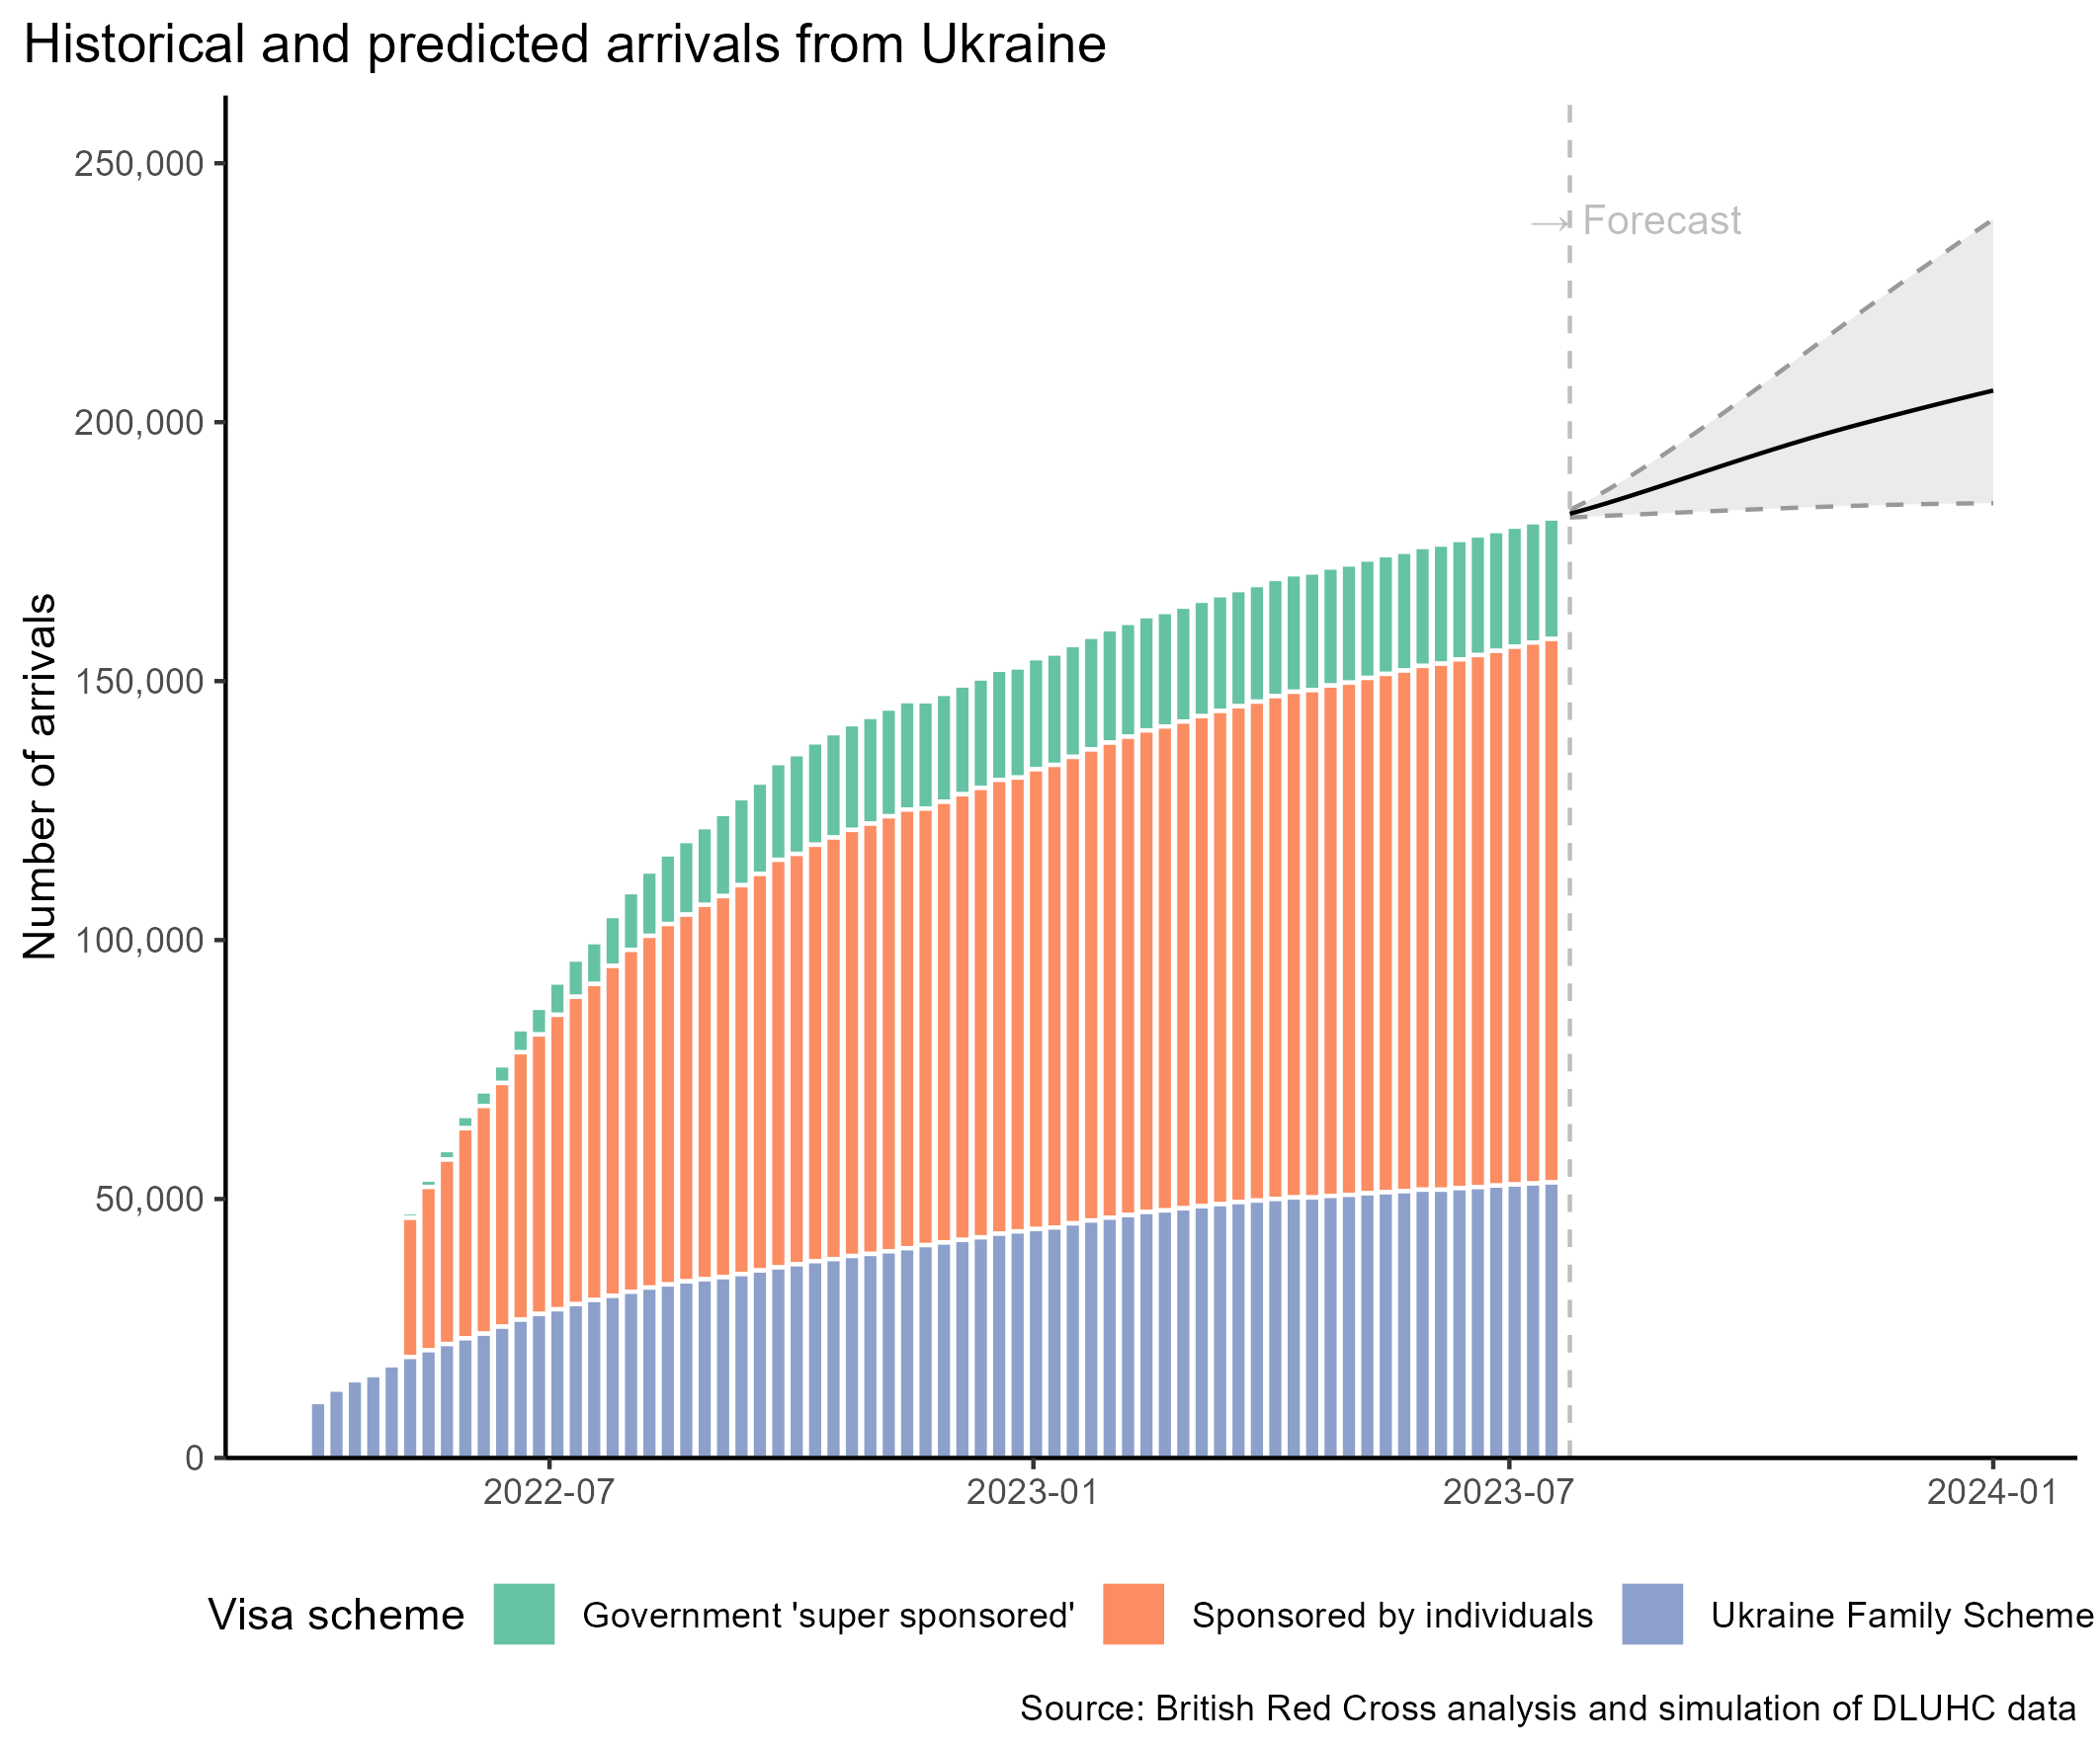 Historical and predicted arrivals from Ukraine
Number of arrivals
250,000
200,000
150,000
100,000
50,000
0
→ Forecast
2022-07
2023-01
2023-07
2024-01
Visa scheme
Government 'super sponsored'
Sponsored by individuals
Ukraine Family Scheme
Source: British Red Cross analysis and simulation of DLUHC data